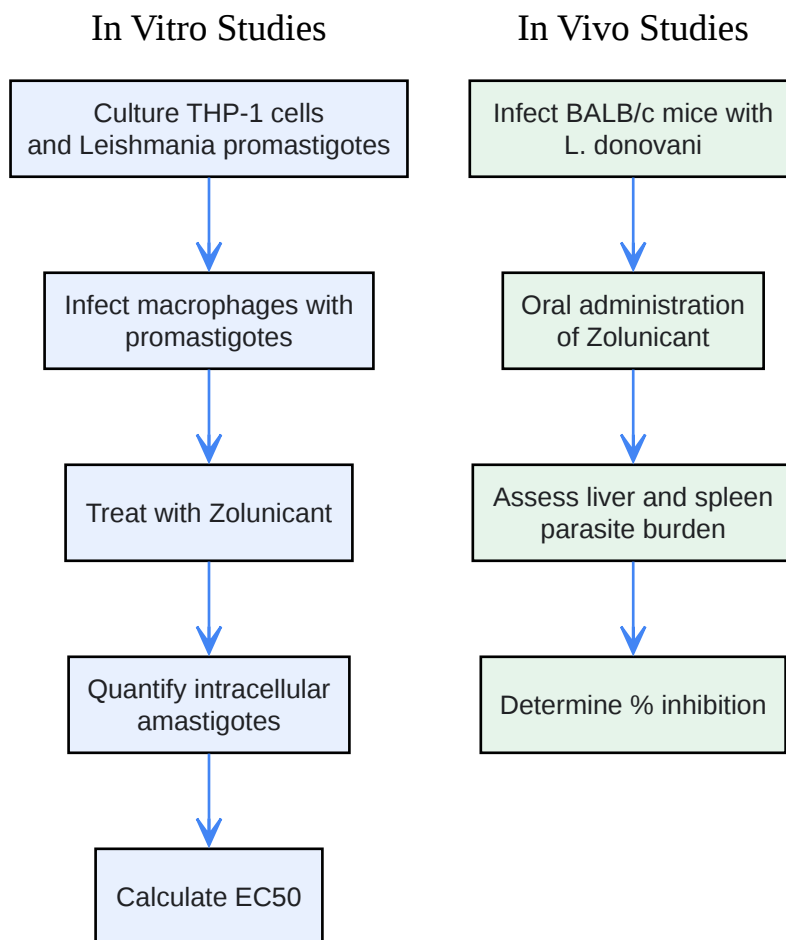 In Vitro Studies
Culture THP-1 cells
and Leishmania promastigotes
Infect macrophages with
promastigotes
Treat with Zolunicant
Quantify intracellular
amastigotes
Calculate EC50
In Vivo Studies
Infect BALB/c mice with
L. donovani
Oral administration
of Zolunicant
Assess liver and spleen
parasite burden
Determine % inhibition